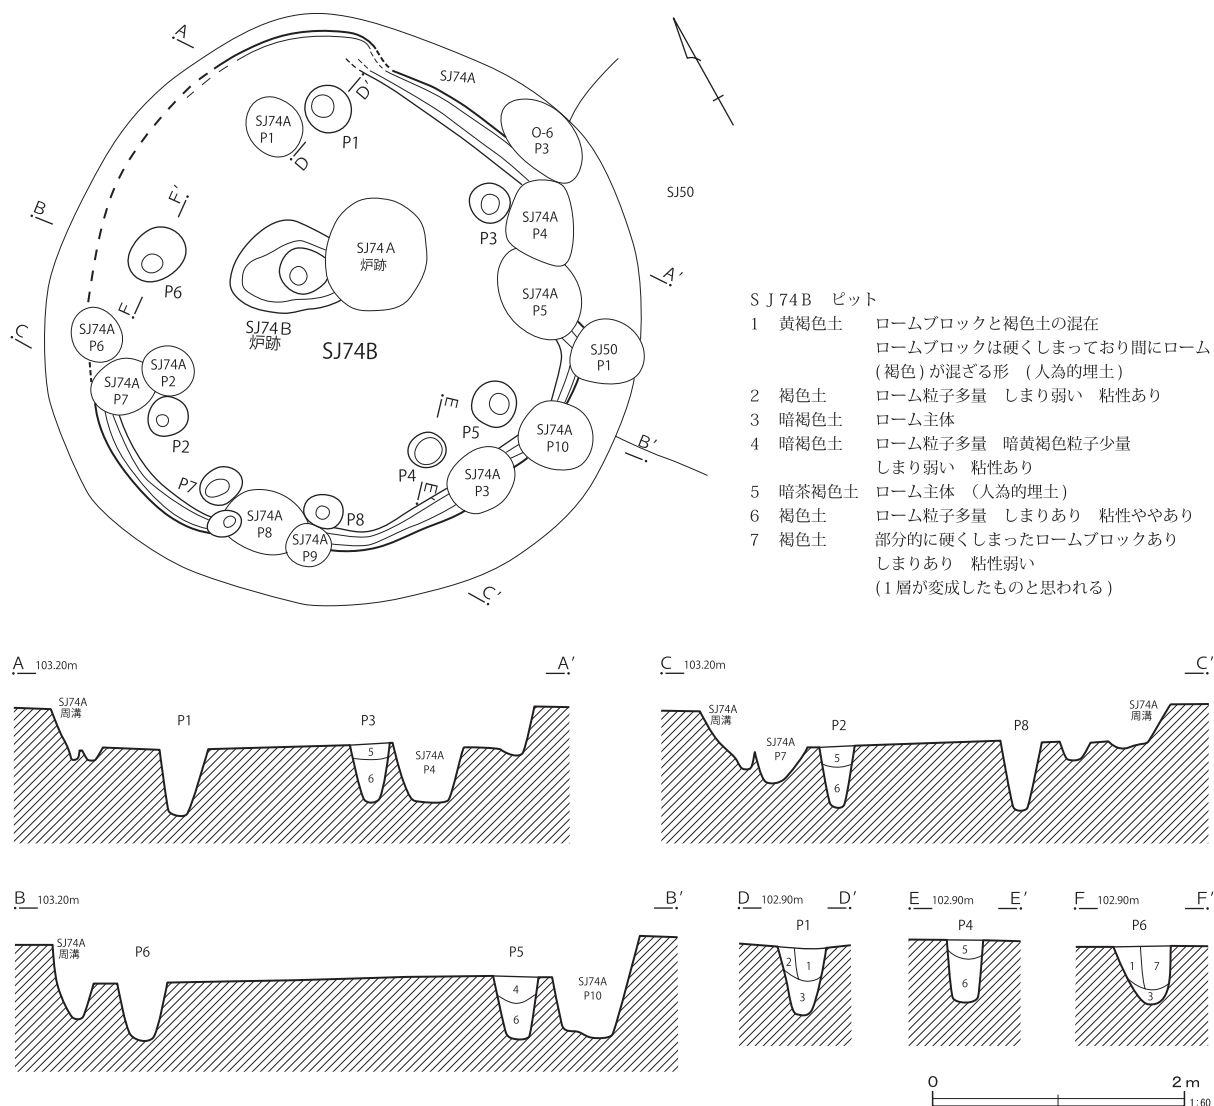 A
SJ74A
D′
SJ74A
P1
P1
D
O-6
P3
SJ50
F′
B
P3
SJ74A
P4
SJ74A
炉跡
A′
P6
F
SJ74A
P5
C
SJ74A
P6
SJ74B
炉跡
SJ74B
SJ50
P1
SJ74A
P2
SJ74A
P7
P2
E
P5
SJ74A
P10
B′
P4
P7
E′
SJ74A
P3
SJ74A
P8
P8
SJ74A
P9
C′
SJ74B ピット
1 黄褐色土 ロームブロックと褐色土の混在
ロームブロックは硬くしまっており間にローム
(褐色)が混ざる形 (人為的埋土)
2 褐色土 ローム粒子多量 しまり弱い 粘性あり
3 暗褐色土 ローム主体
4 暗褐色土 ローム粒子多量 暗黄褐色粒子少量
しまり弱い 粘性あり
5 暗茶褐色土 ローム主体 (人為的埋土)
6 褐色土 ローム粒子多量 しまりあり 粘性ややあり
7 褐色土 部分的に硬くしまったロームブロックあり
しまりあり 粘性弱い
(1層が変成したものと思われる)
A 103.20m A′
SJ74A
周溝
P1
P3
5
6
SJ74A
P4
C 103.20m C′
SJ74A
周溝
SJ74A
P7
P2
5
6
P8
SJ74A
周溝
B 103.20m B′
SJ74A
周溝
P6
P5
4
6
SJ74A
P10
D 102.90m D′
P1
2 1
3
E 102.90m E′
P4
5
6
F 102.90m F′
P6
1 7
3
0 2m
1:60